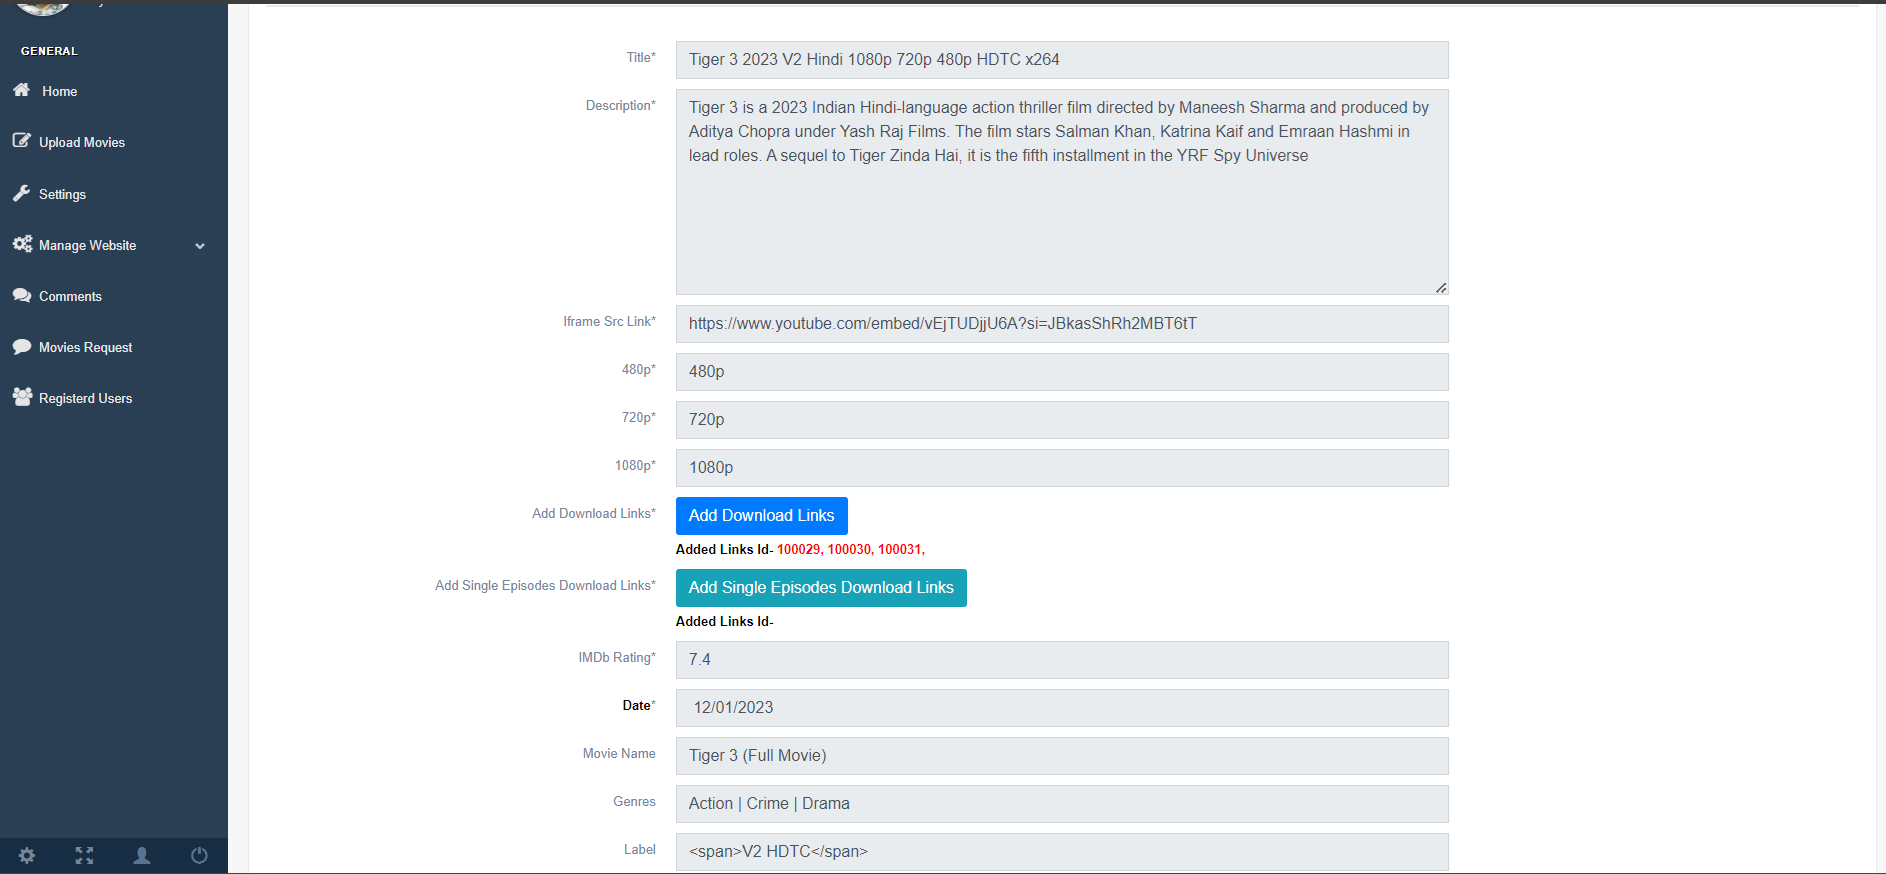 GENERAL
Home
Upload Movies
Settings
Manage Website
Comments
Movies Request
Registerd Users
Title*
Tiger 3 2023 V2 Hindi 1080p 720p 480p HDTC x264
Description*
Tiger 3 is a 2023 Indian Hindi-language action thriller film directed by Maneesh Sharma and produced by
Aditya Chopra under Yash Raj Films. The film stars Salman Khan, Katrina Kaif and Emraan Hashmi in
lead roles. A sequel to Tiger Zinda Hai, it is the fifth installment in the YRF Spy Universe
Iframe Src Link*
https://www.youtube.com/embed/vEjTUDjjU6A?si=JBkasShRh2MBT6tT
480p*
480p
720p*
720p
1080p*
1080p
Add Download Links*
Add Download Links
Added Links Id- 100029, 100030, 100031,
Add Single Episodes Download Links*
Add Single Episodes Download Links
Added Links Id-
IMDb Rating*
7.4
Date*
12/01/2023
Movie Name
Tiger 3 (Full Movie)
Genres
Action | Crime | Drama
Label
&lt;span&gt;V2 HDTC&lt;/span&gt;